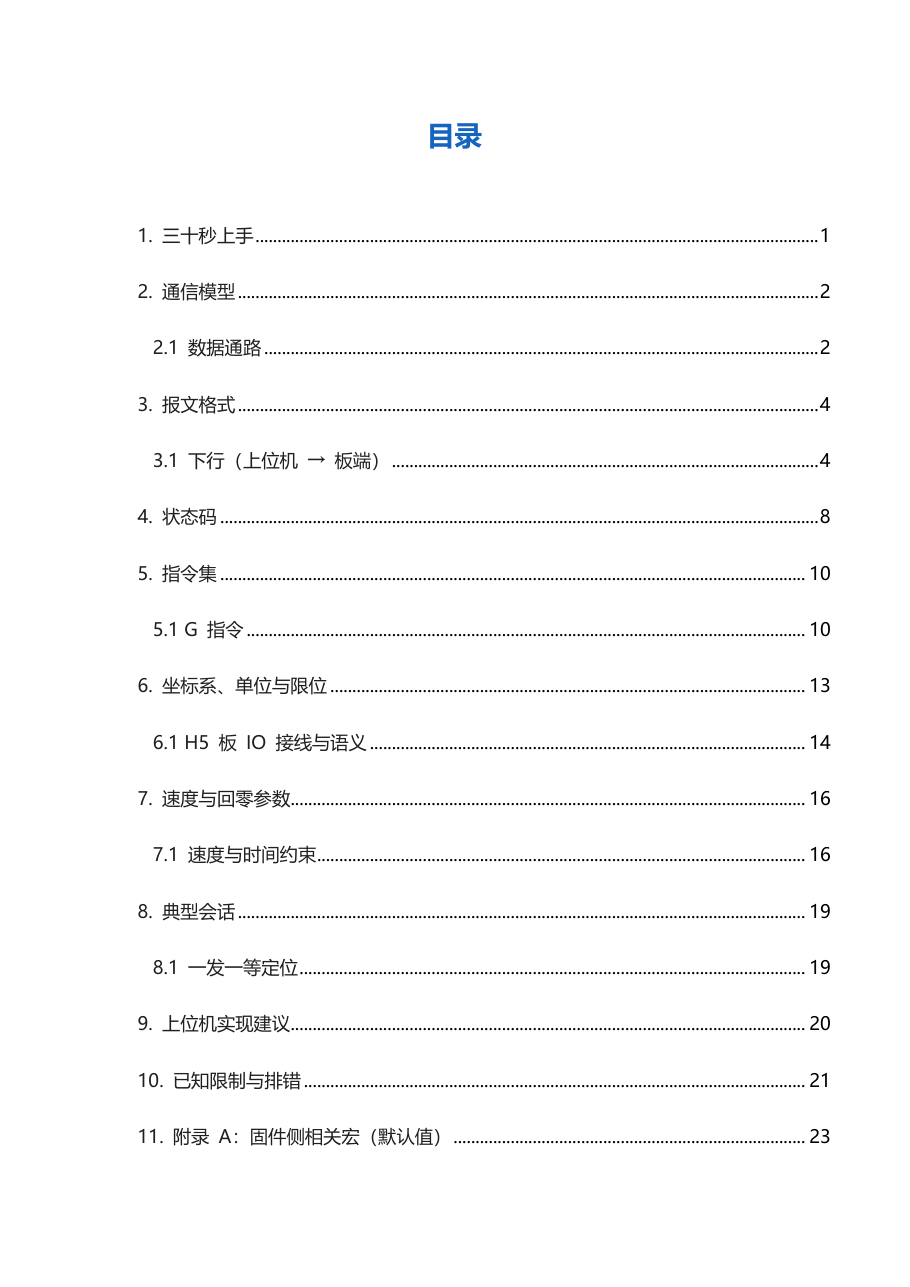 目录
1. 三十秒上手 1
2. 通信模型 2
2.1 数据通路 2
3. 报文格式 4
3.1 下行（上位机 → 板端） 4
4. 状态码 8
5. 指令集 10
5.1 G 指令 10
6. 坐标系、单位与限位 13
6.1 H5 板 IO 接线与语义 14
7. 速度与回零参数 16
7.1 速度与时间约束 16
8. 典型会话 19
8.1 一发一等定位 19
9. 上位机实现建议 20
10. 已知限制与排错 21
11. 附录 A：固件侧相关宏（默认值） 23